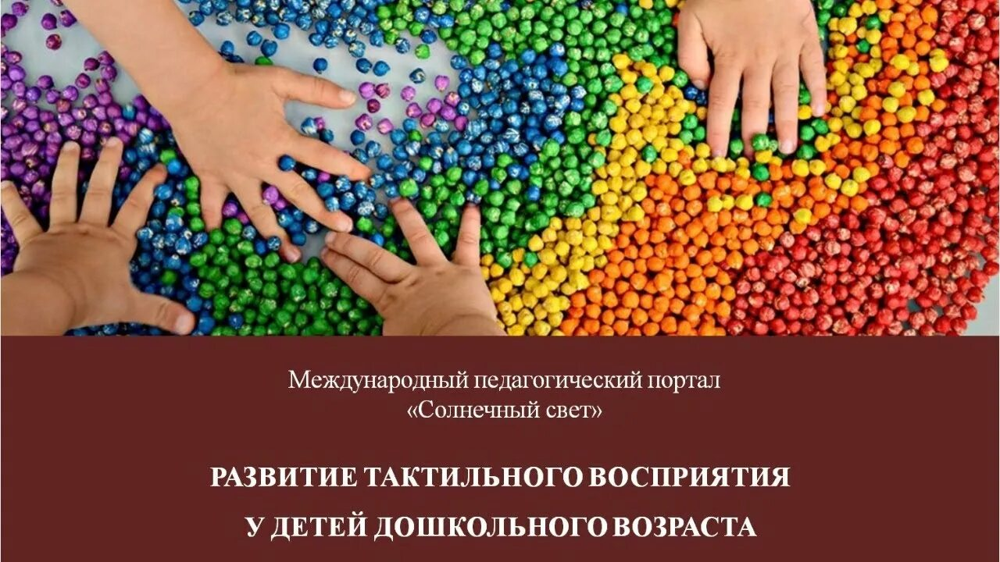 Международный педагогический портал
«Солнечный свет»
РАЗВИТИЕ ТАКТИЛЬНОГО ВОСПРИЯТИЯ
У ДЕТЕЙ ДОШКОЛЬНОГО ВОЗРАСТА